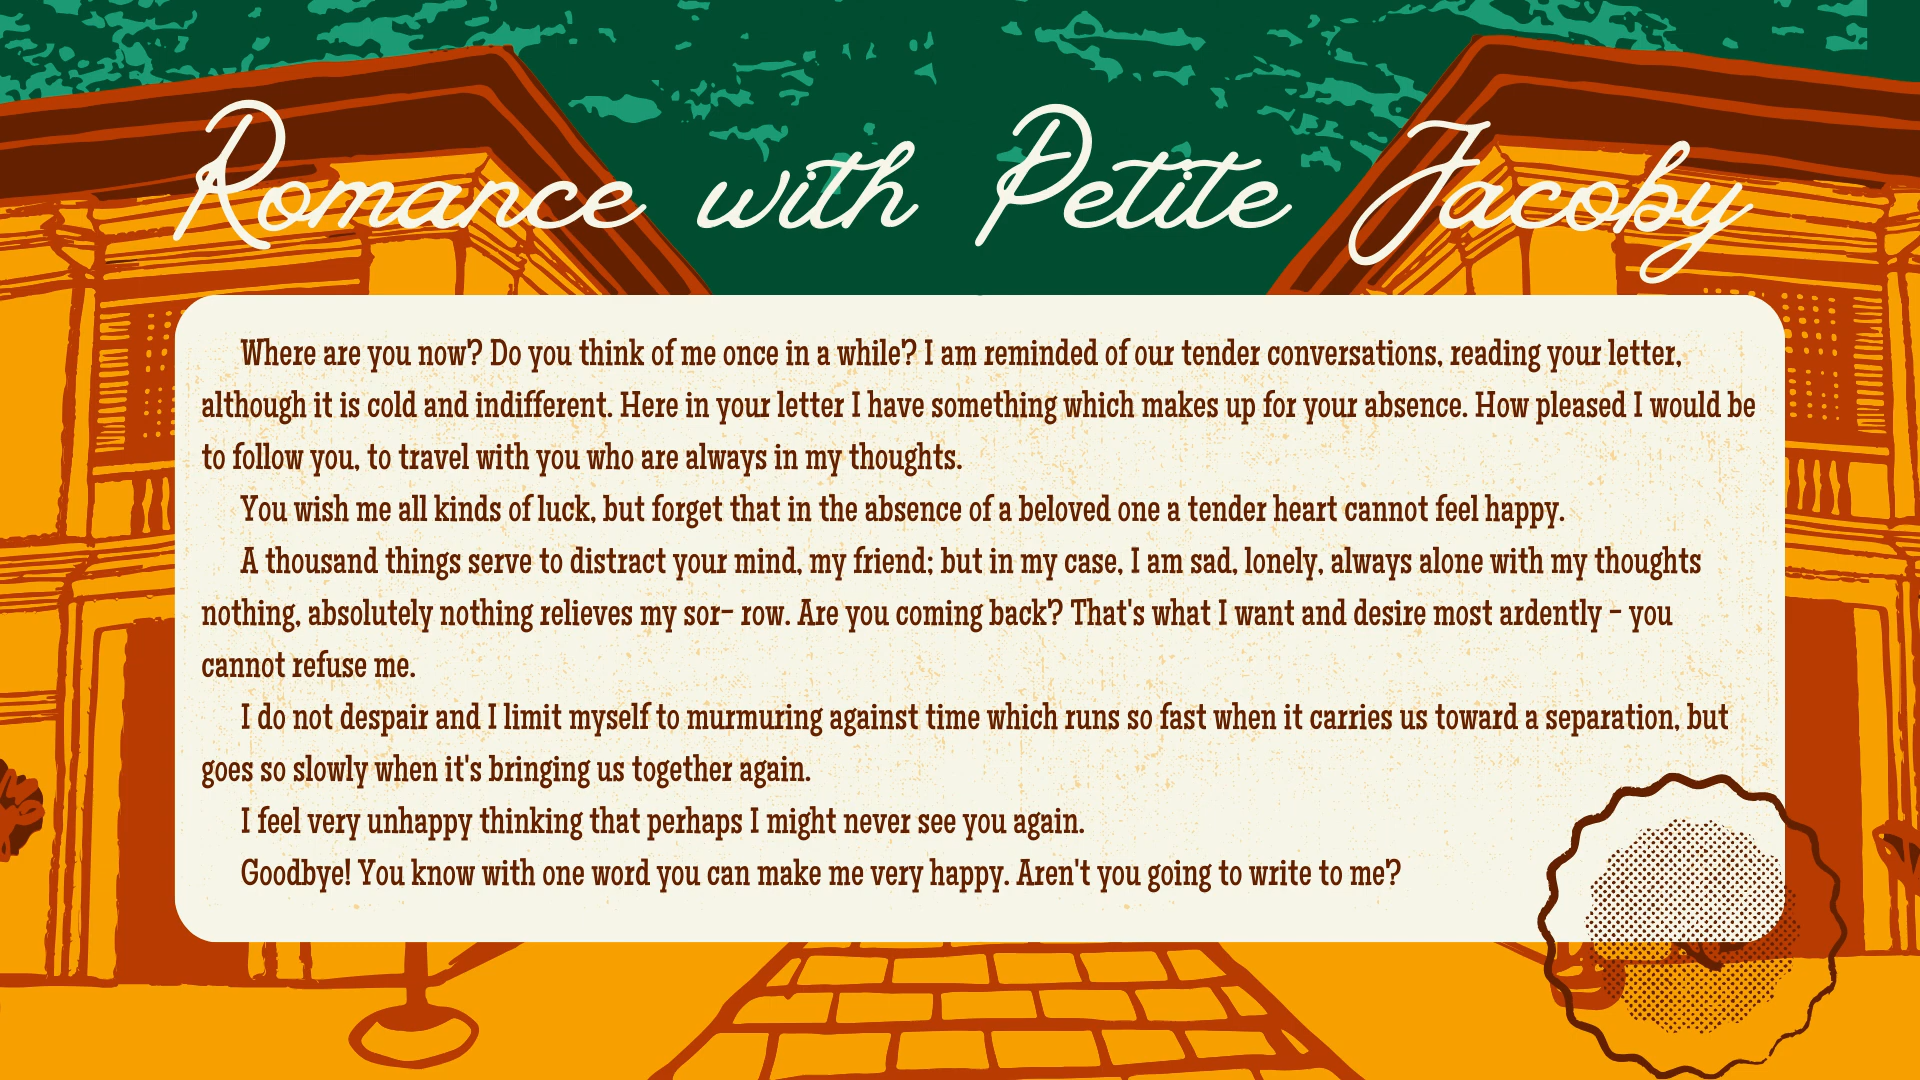 Romance with Petite Jacoby
Where are you now? Do you think of me once in a while? I am reminded of our tender conversations, reading your letter,
although it is cold and indifferent. Here in your letter I have something which makes up for your absence. How pleased I would be
to follow you, to travel with you who are always in my thoughts.
You wish me all kinds of luck, but forget that in the absence of a beloved one a tender heart cannot feel happy.
A thousand things serve to distract your mind, my friend; but in my case, I am sad, lonely, always alone with my thoughts
nothing, absolutely nothing relieves my sor- row. Are you coming back? That's what I want and desire most ardently - you
cannot refuse me.
I do not despair and I limit myself to murmuring against time which runs so fast when it carries us toward a separation, but
goes so slowly when it's bringing us together again.
I feel very unhappy thinking that perhaps I might never see you again.
Goodbye! You know with one word you can make me very happy. Aren't you going to write to me?